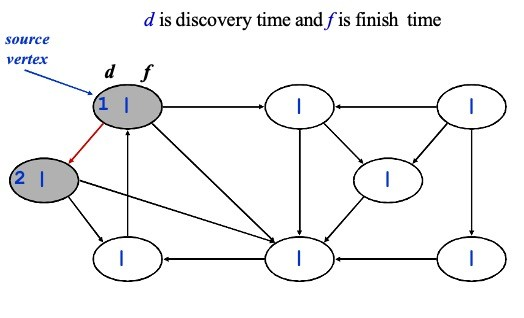 d is discovery time and f is finish time
source
vertex
d f
1 |
|
|
2 |
|
|
|
|